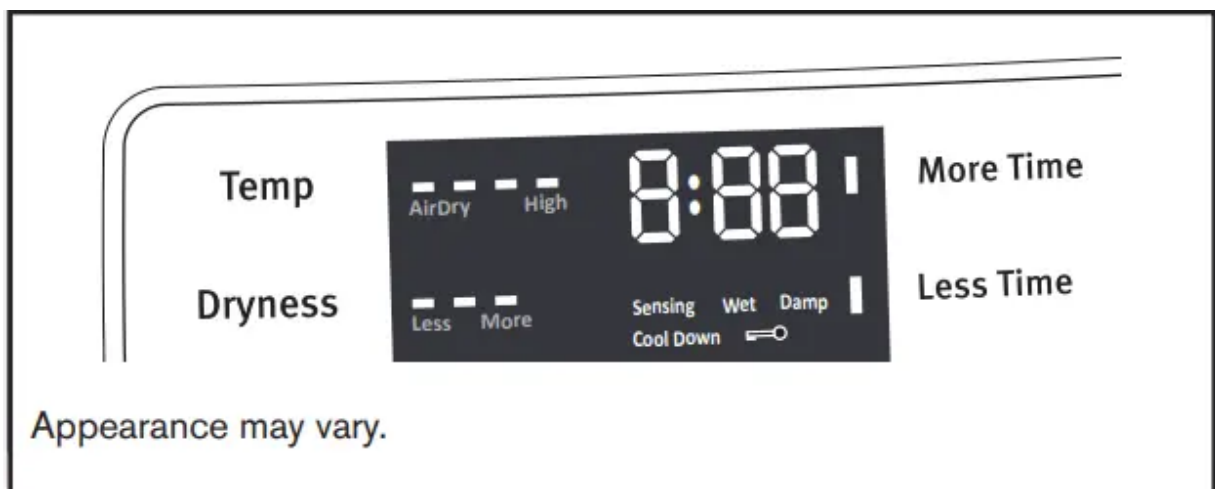 Temp
AirDry High
8:88
More Time
Dryness
Less More
Sensing Wet Damp
Cool Down
Less Time
Appearance may vary.